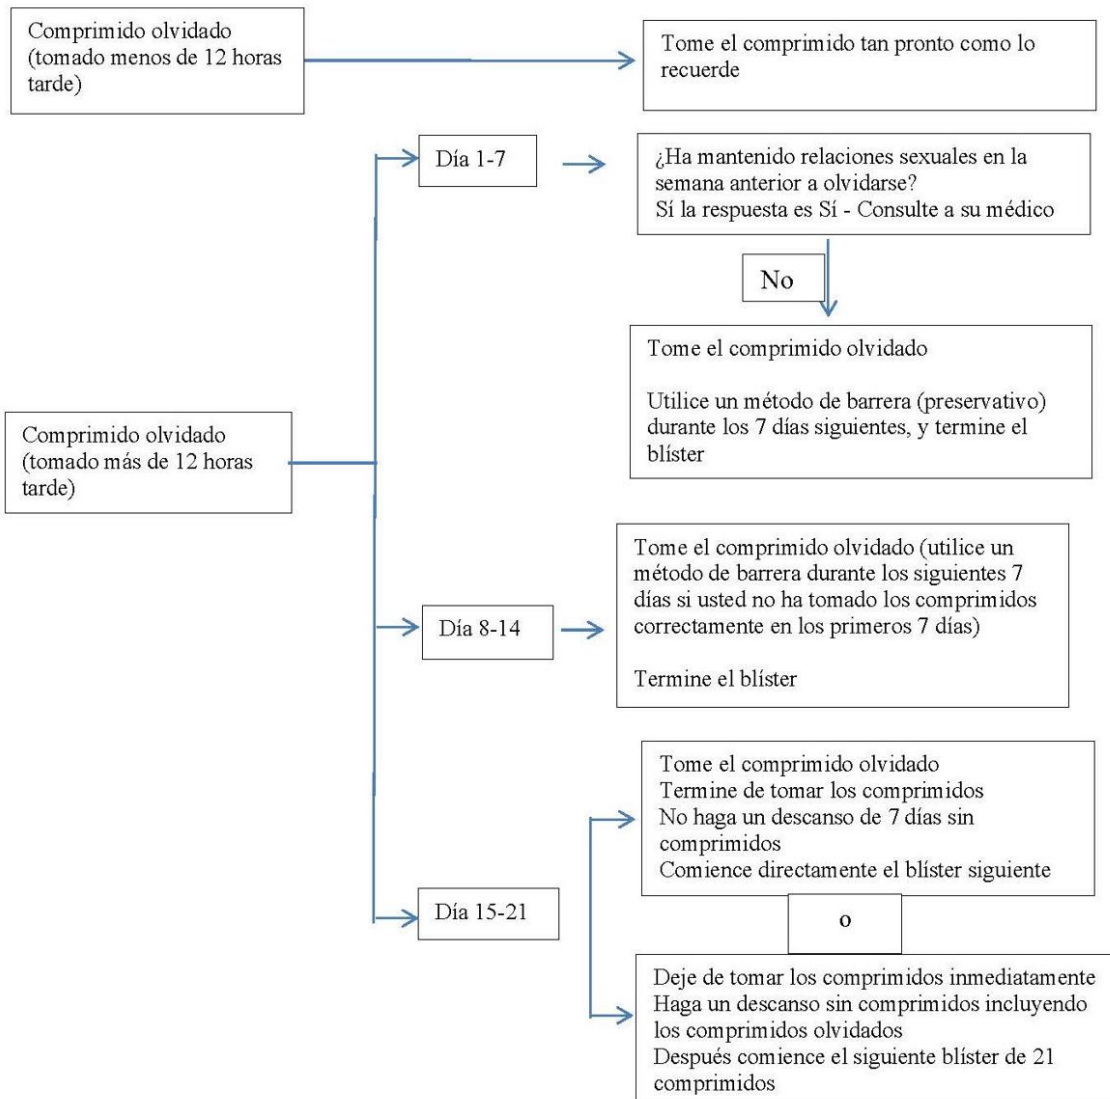 Comprimido olvidado
(tomado menos de 12 horas
tarde)
Tome el comprimido tan pronto como lo
recuerde
Día 1-7
¿Ha mantenido relaciones sexuales en la
semana anterior a olvidarse?
Sí la respuesta es Sí - Consulte a su médico
No
Tome el comprimido olvidado
Utilice un método de barrera (preservativo)
durante los 7 días siguientes, y termine el
blíster
Comprimido olvidado
(tomado más de 12 horas
tarde)
Día 8-14
Tome el comprimido olvidado (utilice un
método de barrera durante los siguientes 7
días si usted no ha tomado los comprimidos
correctamente en los primeros 7 días)
Termine el blíster
Día 15-21
Tome el comprimido olvidado
Termine de tomar los comprimidos
No haga un descanso de 7 días sin
comprimidos
Comience directamente el blíster siguiente
o
Deje de tomar los comprimidos inmediatamente
Haga un descanso sin comprimidos incluyendo
los comprimidos olvidados
Después comience el siguiente blíster de 21
comprimidos